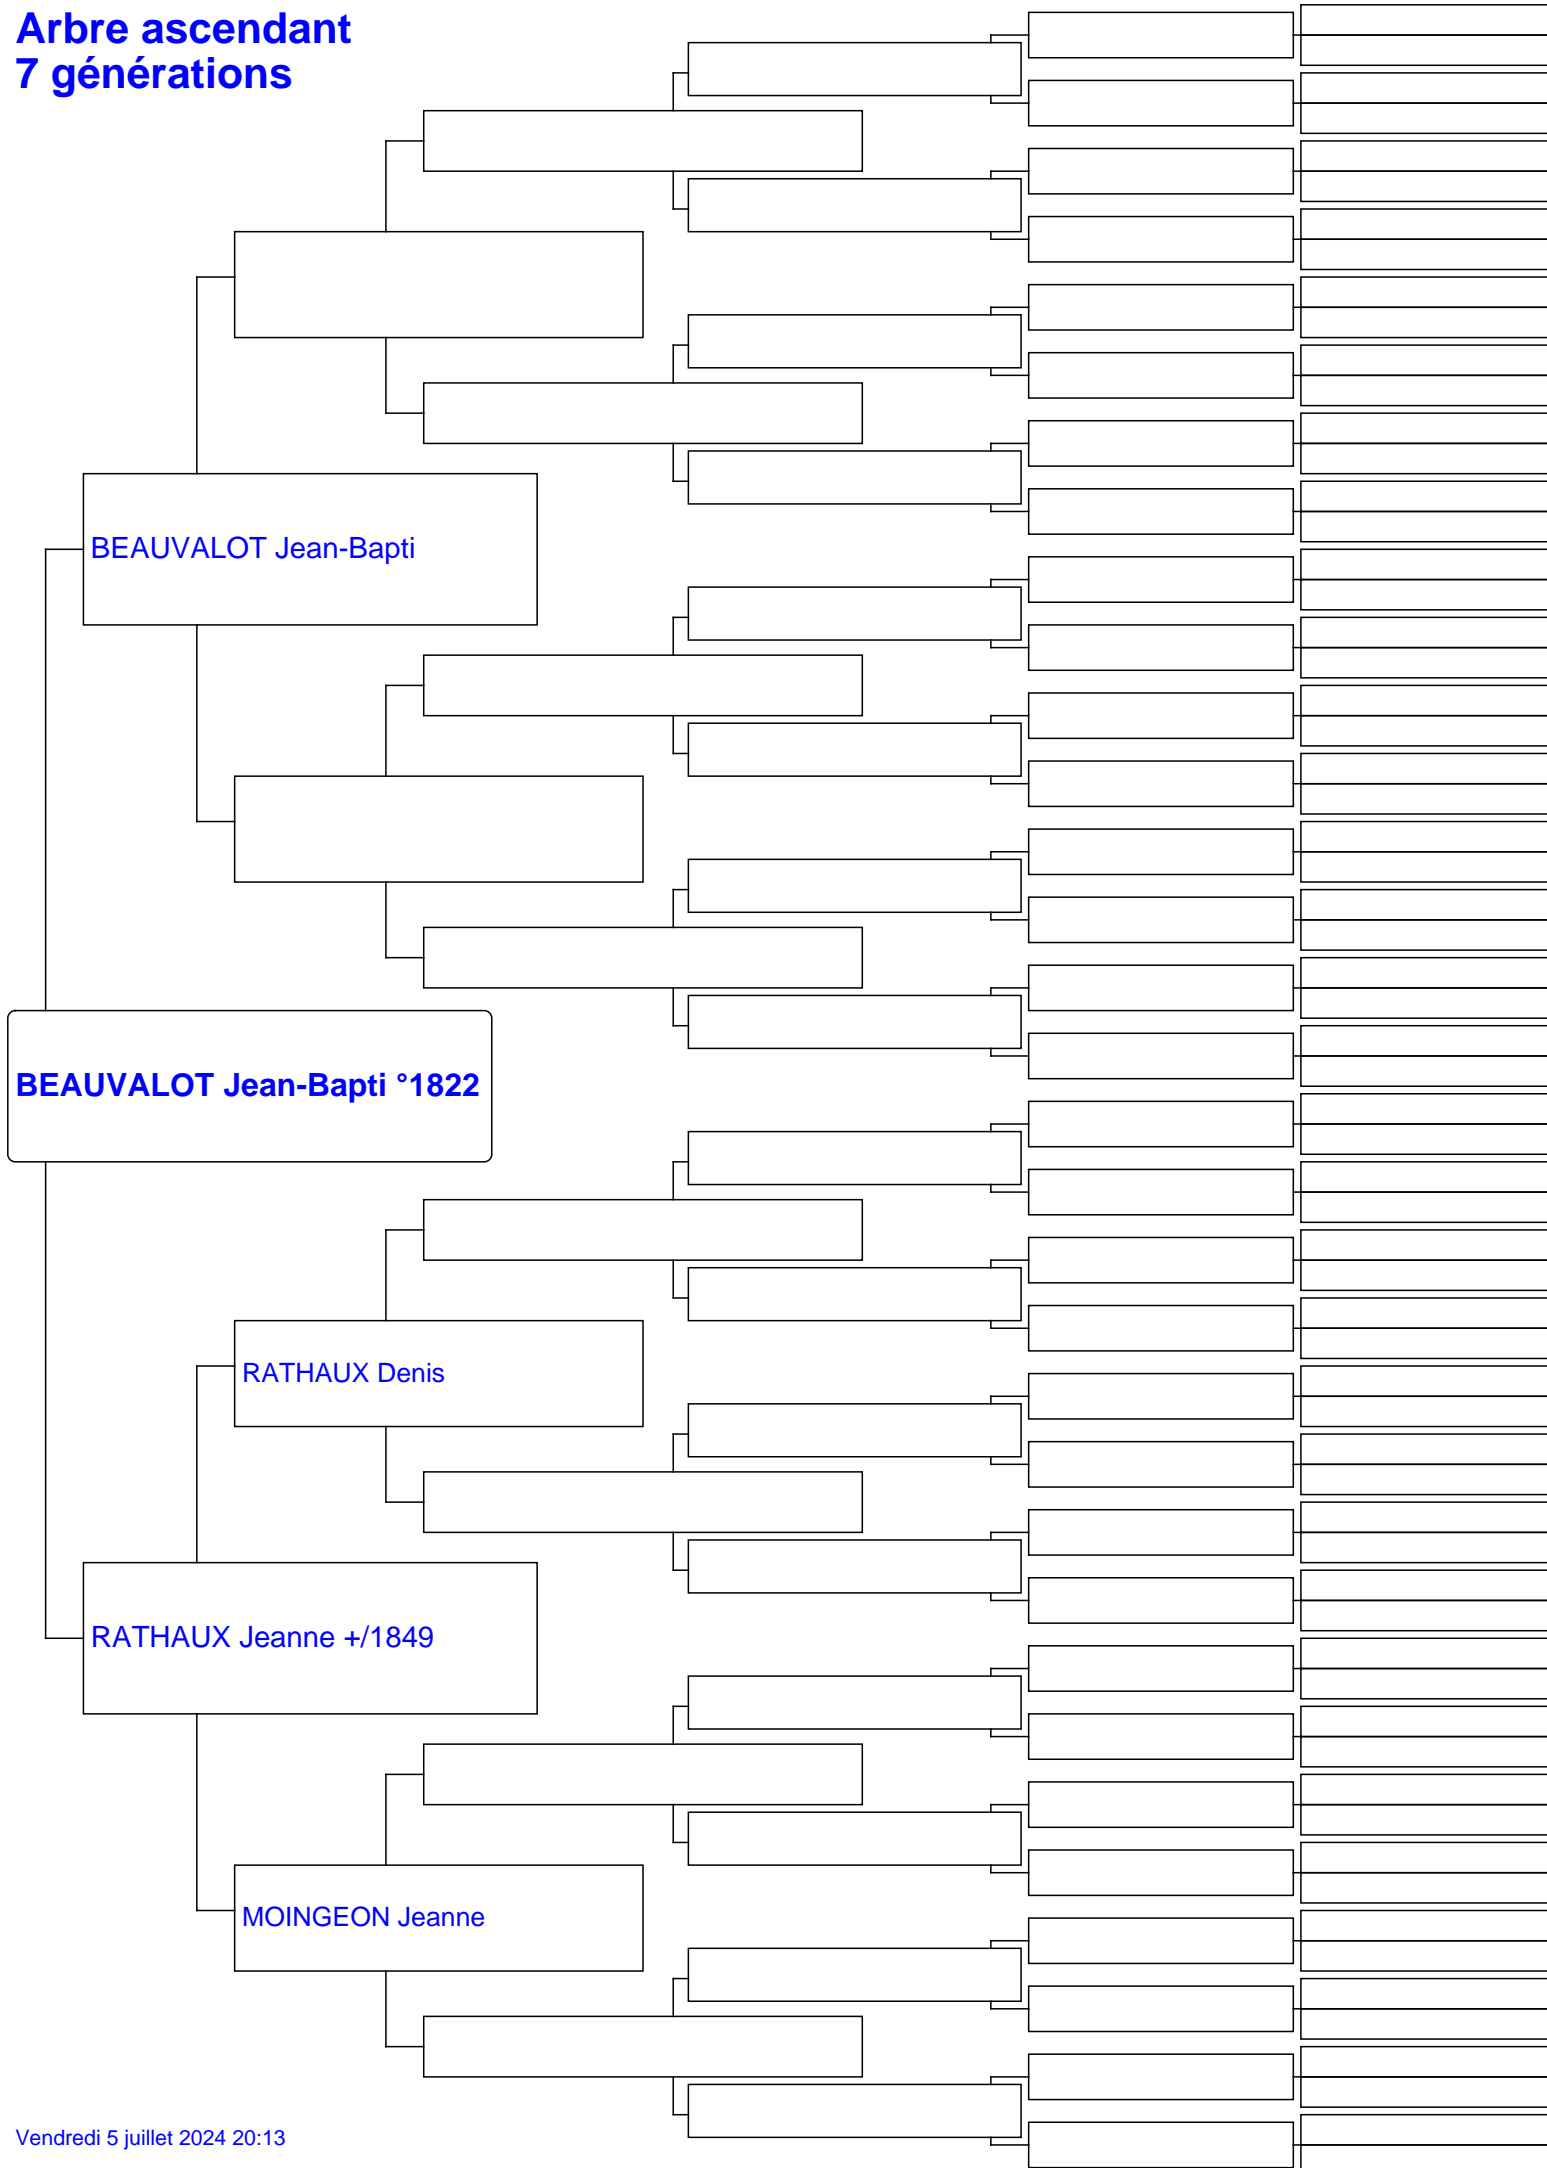 Arbre ascendant
7 générations
BEAUVALOT Jean-Bapti
BEAUVALOT Jean-Bapti °1822
RATHAUX Denis
RATHAUX Jeanne +/1849
MOINGEON Jeanne
Vendredi 5 juillet 2024 20:13